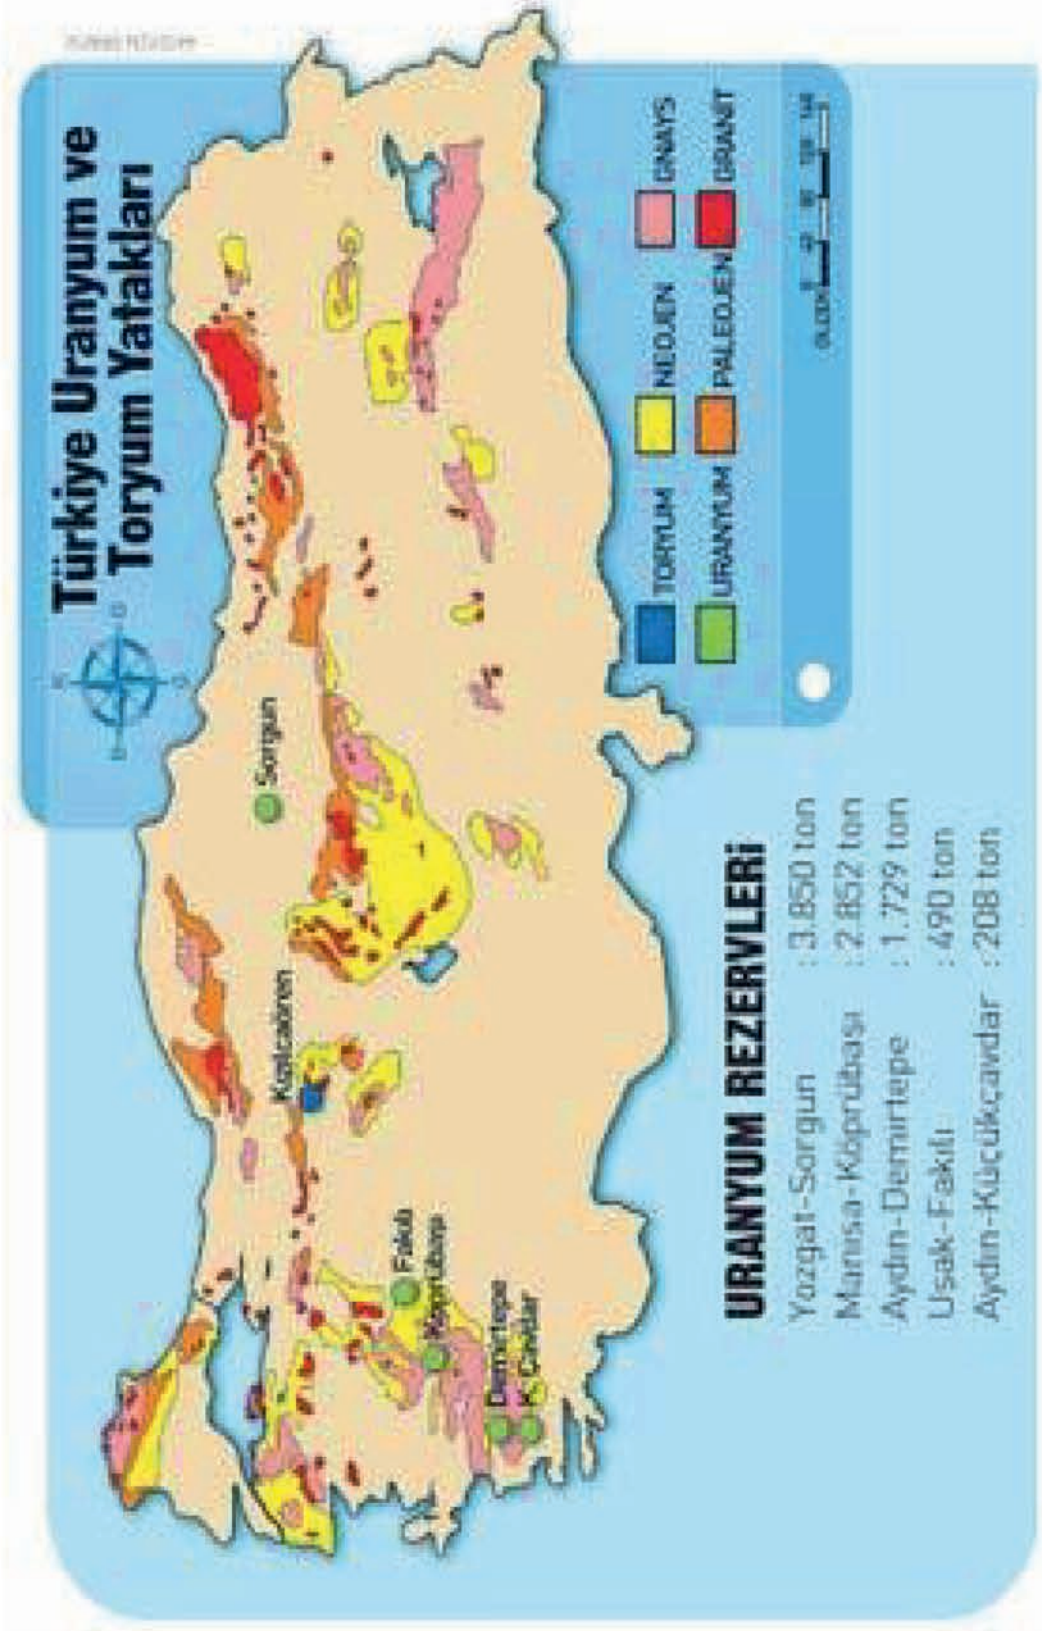 Türkiye Uranyum ve
Toryum Yatakları
Sorgun
Kızılcaören
Fakılı
Köprübaşı
Demirtepe
K. Çavdar
TORYUM
NEOJEN
GNAYS
URANYUM
PALEOJEN
GRANİT
ÖLÇEK
URANYUM REZERVLERİ
Yozgat-Sorgun : 3.850 ton
Manisa-Köprübaşı : 2.852 ton
Aydın-Demirtepe : 1.729 ton
Uşak-Fakılı : 490 ton
Aydın-Küçükçavdar : 208 ton